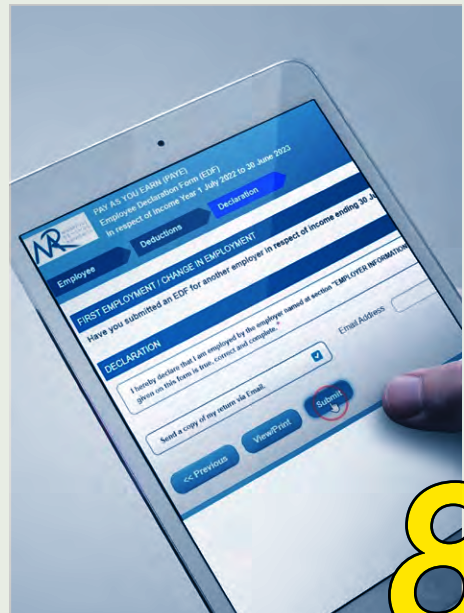 MR
PAY AS YOU EARN (PAYE)
Employee Declaration Form (EDF)
In respect of Income Year 1 July 2022 to 30 June 2023
Employee
Deductions
Declaration
FIRST EMPLOYMENT / CHANGE IN EMPLOYMENT
Have you submitted an EDF for another employer in respect of income ending 30
DECLARATION
I hereby declare that I am employed by the employer named at section "EMPLOYER INFORMATION
given on this form is true, correct and complete. *
Send a copy of my return via Email.
Email Address
<< Previous
View/Print
Submit
8